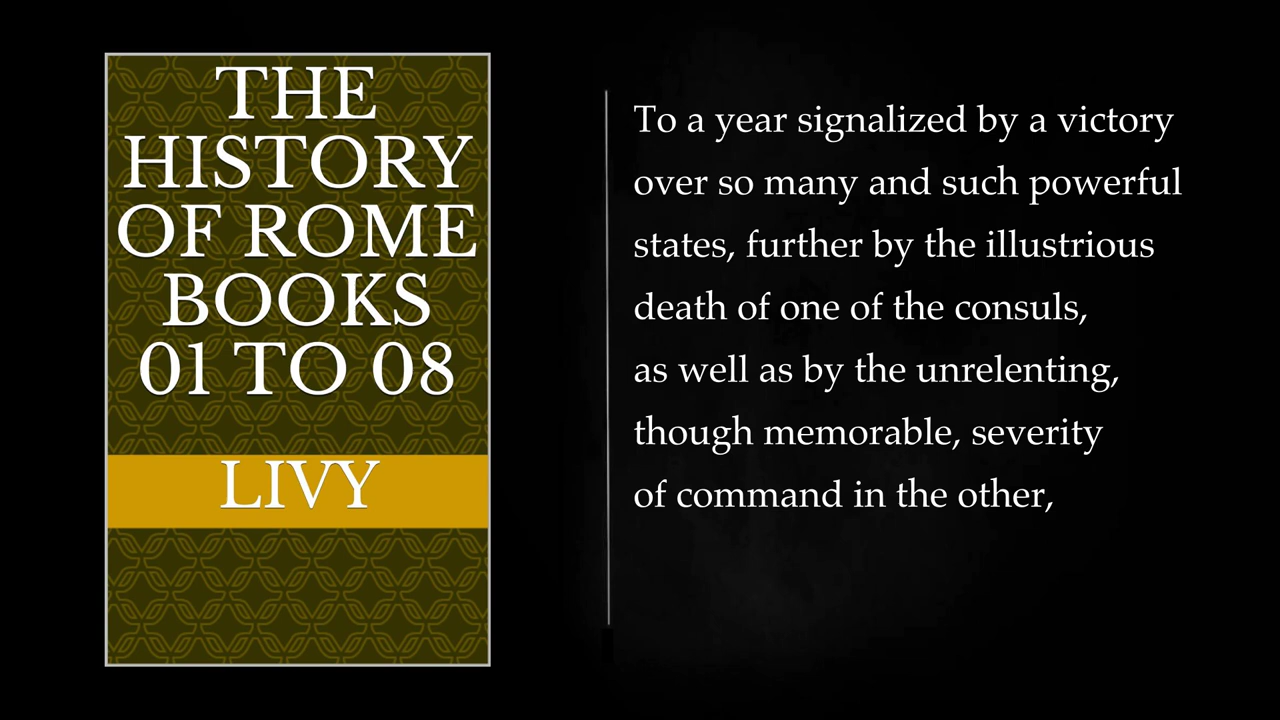 THE
HISTORY
OF ROME
BOOKS
01 TO 08
LIVY
To a year signalized by a victory
over so many and such powerful
states, further by the illustrious
death of one of the consuls,
as well as by the unrelenting,
though memorable, severity
of command in the other,